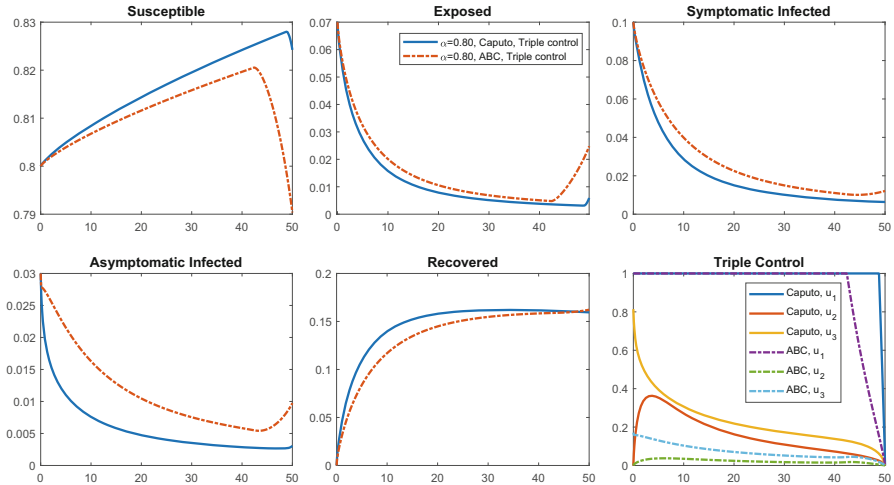 Susceptible
0.83
0.82
0.81
0.8
0.79
0 10 20 30 40 50
Exposed
0.07
0.06
0.05
0.04
0.03
0.02
0.01
0
0 10 20 30 40 50
α=0.80, Caputo, Triple control
α=0.80, ABC, Triple control
Symptomatic Infected
0.1
0.08
0.06
0.04
0.02
0
0 10 20 30 40 50
Asymptomatic Infected
0.03
0.025
0.02
0.015
0.01
0.005
0
0 10 20 30 40 50
Recovered
0.2
0.15
0.1
0.05
0
0 10 20 30 40 50
Triple Control
1
0.8
0.6
0.4
0.2
0
0 10 20 30 40 50
Caputo, u₁
Caputo, u₂
Caputo, u₃
ABC, u₁
ABC, u₂
ABC, u₃